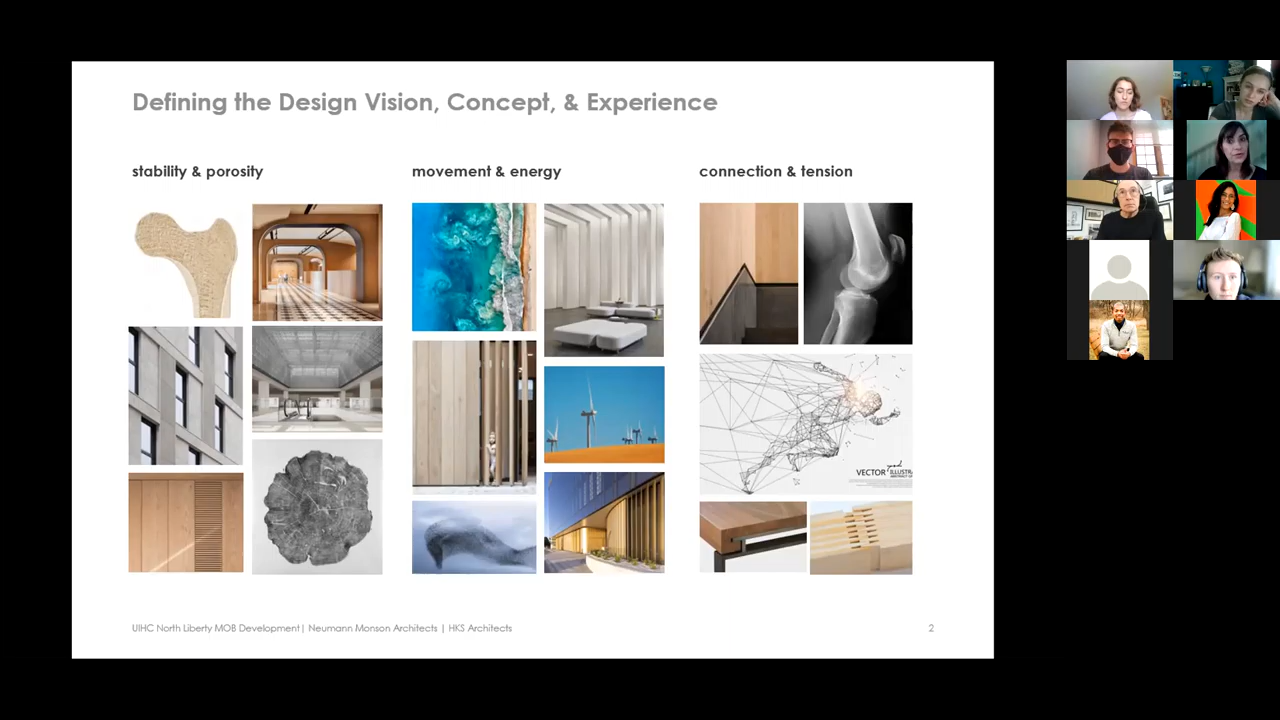 Defining the Design Vision, Concept, & Experience
stability & porosity
movement & energy
connection & tension
VECTOR
UIHC North Liberty MOB Development| Neumann Monson Architects | HKS Architects
2